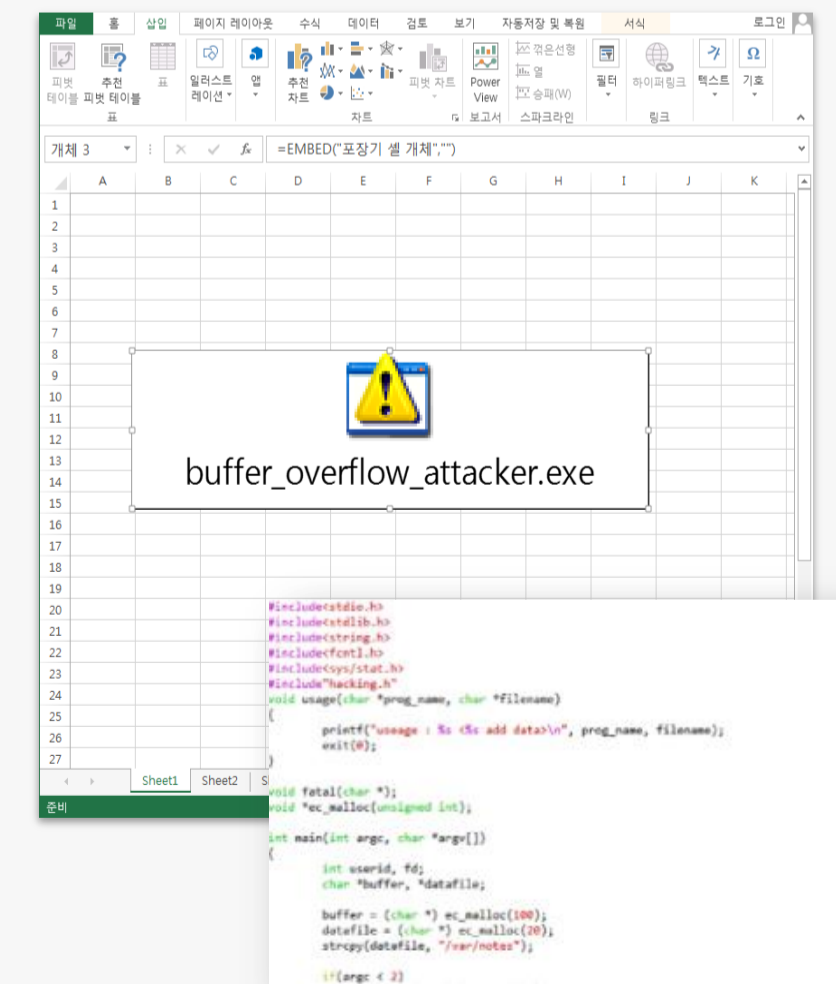 파일 홈 삽입 페이지 레이아웃 수식 데이터 검토 보기 자동저장 및 복원 서식 로그인
피벗 테이블
추천 피벗 테이블
표
일러스트레이션
앱
추천 차트
피벗 차트
Power View
꺾은선형
열
승패(W)
필터
하이퍼링크
텍스트
기호
표 차트 보고서 스파크라인 링크
개체 3 fx =EMBED("포장기 셸 개체","")
A B C D E F G H I J K
1
2
3
4
5
6
7
8
9
10
11
12
13
14
15
16
17
18
19
20
21
22
23
24
25
26
27
buffer_overflow_attacker.exe
Sheet1 Sheet2 S
준비
#include<stdio.h>
#include<stdlib.h>
#include<string.h>
#include<fcntl.h>
#include<sys/stat.h>
#include"hacking.h"
void usage(char *prog_name, char *filename)
{
printf("useage : %s <%s add data>\n", prog_name, filename);
exit(0);
}
void fatal(char *);
void *ec_malloc(unsigned int);
int main(int argc, char *argv[])
{
int userid, fd;
char *buffer, *datafile;
buffer = (char *) ec_malloc(100);
datafile = (char *) ec_malloc(20);
strcpy(datafile, "/var/notes");
if(argc < 2)